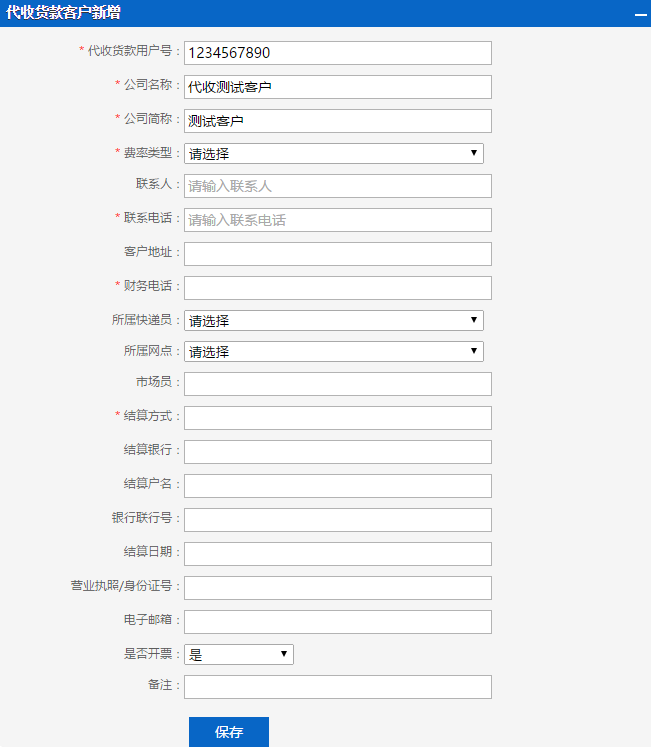 代收货款客户新增
* 代收货款用户号： 1234567890
* 公司名称： 代收测试客户
* 公司简称： 测试客户
* 费率类型： 请选择
联系人： 请输入联系人
* 联系电话： 请输入联系电话
客户地址：
* 财务电话：
所属快递员： 请选择
所属网点： 请选择
市场员：
* 结算方式：
结算银行：
结算户名：
银行联行号：
结算日期：
营业执照/身份证号：
电子邮箱：
是否开票： 是
备注：
保存